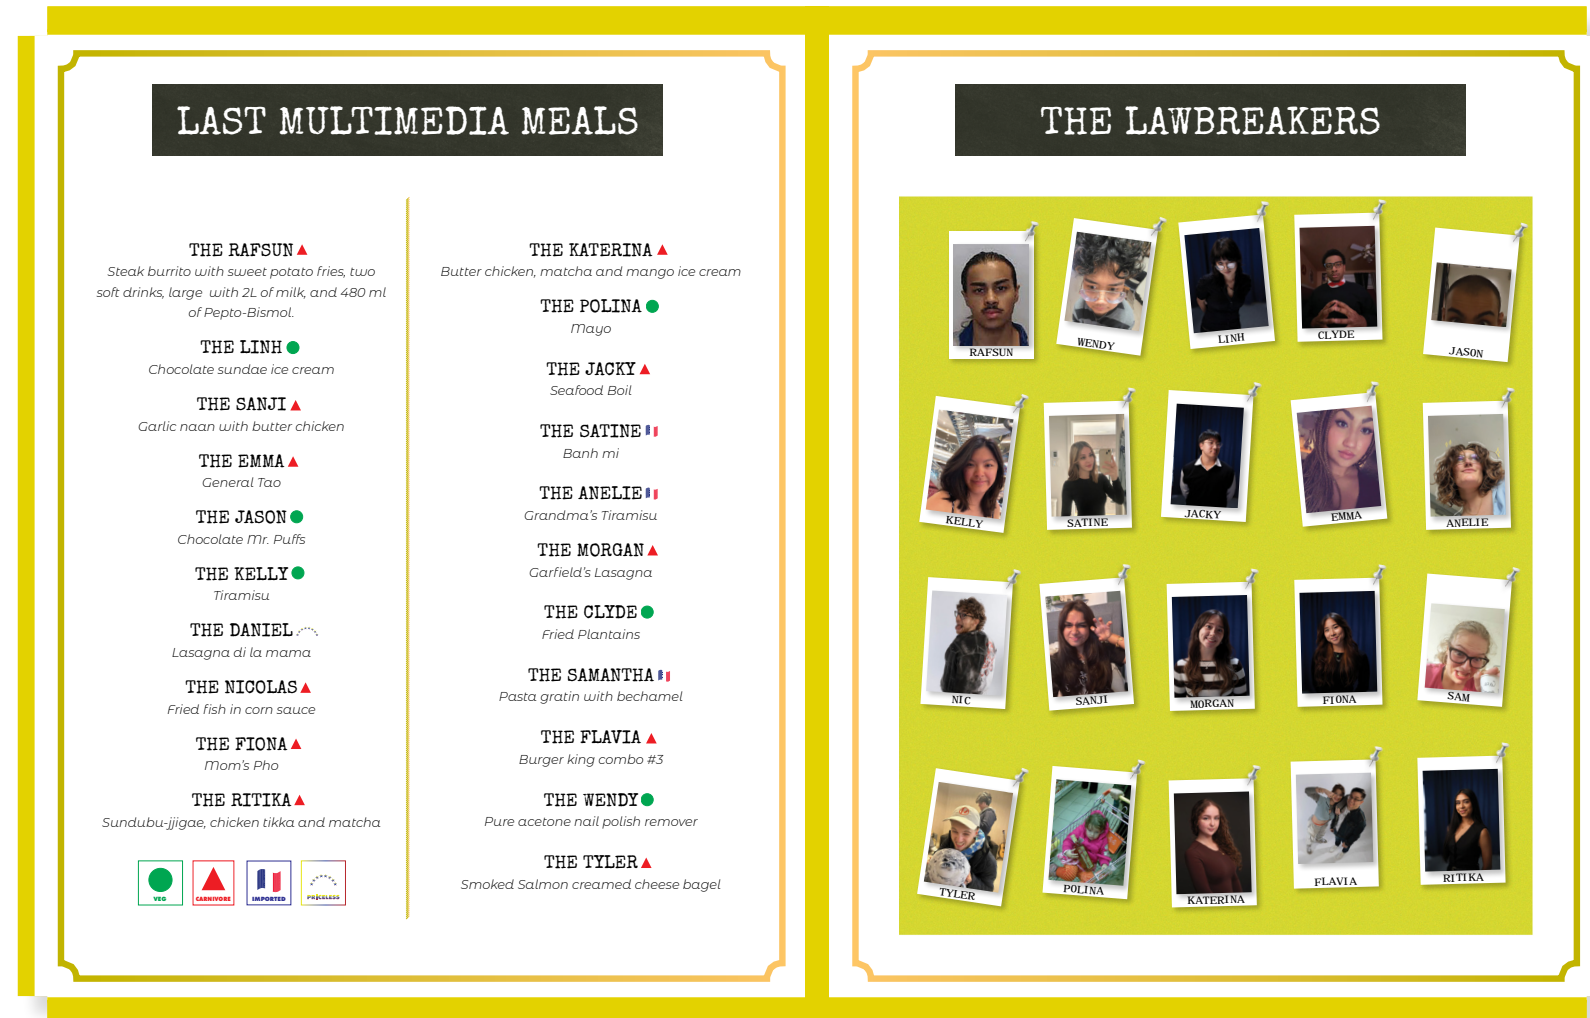 LAST MULTIMEDIA MEALS
THE RAFSUN
Steak burrito with sweet potato fries, two
soft drinks, large with 2L of milk, and 480 ml
of Pepto-Bismol.
THE LINH
Chocolate sundae ice cream
THE SANJI
Garlic naan with butter chicken
THE EMMA
General Tao
THE JASON
Chocolate Mr. Puffs
THE KELLY
Tiramisu
THE DANIEL
Lasagna di la mama
THE NICOLAS
Fried fish in corn sauce
THE FIONA
Mom's Pho
THE RITIKA
Sundubu-jjigae, chicken tikka and matcha
VEG
CARNIVORE
IMPORTED
PRICELESS
THE KATERINA
Butter chicken, matcha and mango ice cream
THE POLINA
Mayo
THE JACKY
Seafood Boil
THE SATINE
Banh mi
THE ANELIE
Grandma's Tiramisu
THE MORGAN
Garfield's Lasagna
THE CLYDE
Fried Plantains
THE SAMANTHA
Pasta gratin with bechamel
THE FLAVIA
Burger king combo #3
THE WENDY
Pure acetone nail polish remover
THE TYLER
Smoked Salmon creamed cheese bagel
THE LAWBREAKERS
RAFSUN
WENDY
LINH
CLYDE
JASON
KELLY
SATINE
JACKY
EMMA
ANELIE
NIC
SANJI
MORGAN
FIONA
SAM
TYLER
POLINA
KATERINA
FLAVIA
RITIKA